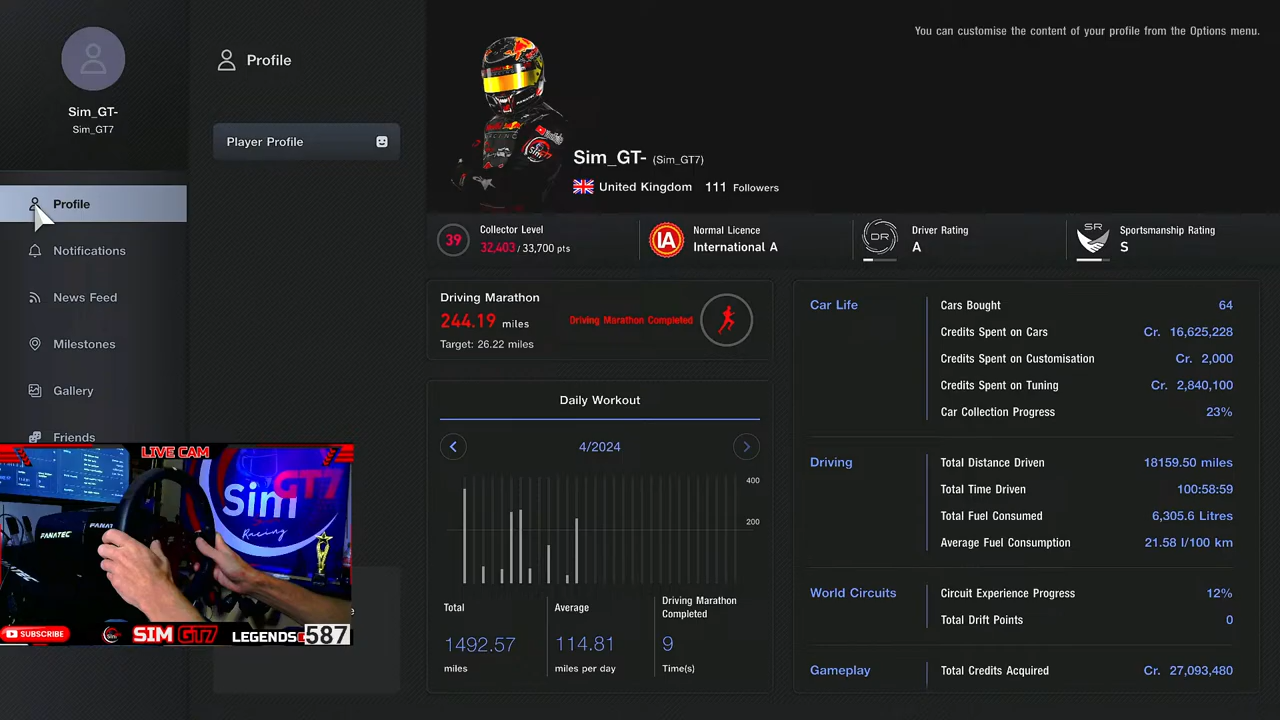 You can customise the content of your profile from the Options menu.
Sim_GT-
Sim_GT7
Profile
Notifications
News Feed
Milestones
Gallery
Friends
Profile
Player Profile
Sim_GT- (Sim_GT7)
United Kingdom 111 Followers
39 Collector Level
32,403 / 33,700 pts
IA Normal Licence
International A
DR Driver Rating
A
SR Sportsmanship Rating
S
Driving Marathon
244.19 miles
Driving Marathon Completed
Target: 26.22 miles
Daily Workout
4/2024
400
200
Total
1492.57
miles
Average
114.81
miles per day
Driving Marathon
Completed
9
Time(s)
Car Life
Cars Bought 64
Credits Spent on Cars Cr. 16,625,228
Credits Spent on Customisation Cr. 2,000
Credits Spent on Tuning Cr. 2,840,100
Car Collection Progress 23%
Driving
Total Distance Driven 18159.50 miles
Total Time Driven 100:58:59
Total Fuel Consumed 6,305.6 Litres
Average Fuel Consumption 21.58 l/100 km
World Circuits
Circuit Experience Progress 12%
Total Drift Points 0
Gameplay
Total Credits Acquired Cr. 27,093,480
LIVE CAM
Sim GT7
Racing
FANATEC
SUBSCRIBE
SIM GT7
LEGENDS
587